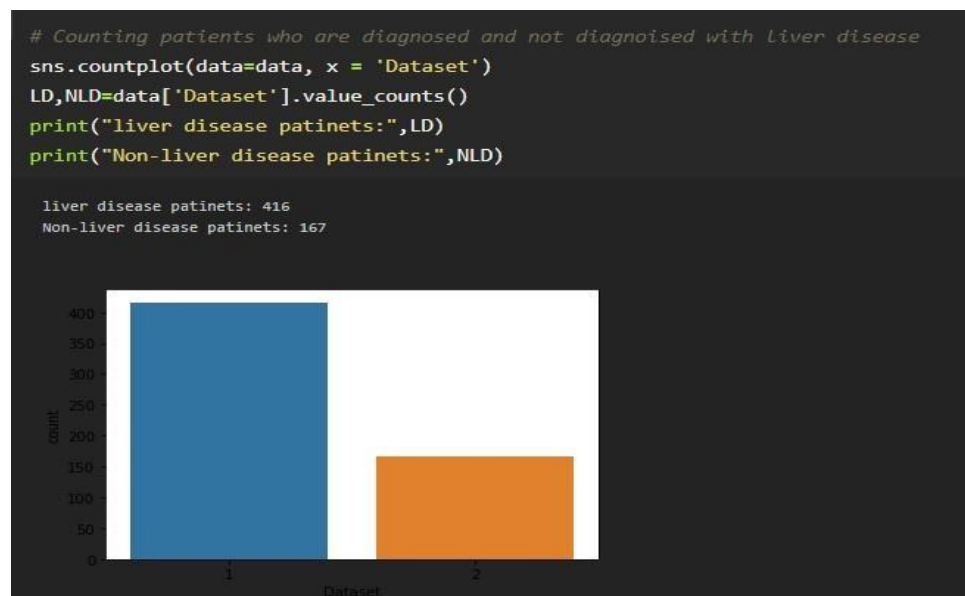 # Counting patients who are diagnosed and not diagnoised with liver disease
sns.countplot(data=data, x = 'Dataset')
LD,NLD=data['Dataset'].value_counts()
print("liver disease patinets:",LD)
print("Non-liver disease patinets:",NLD)
liver disease patinets: 416
Non-liver disease patinets: 167
400
350
300
250
200
150
100
50
0
count
1 2
Dataset